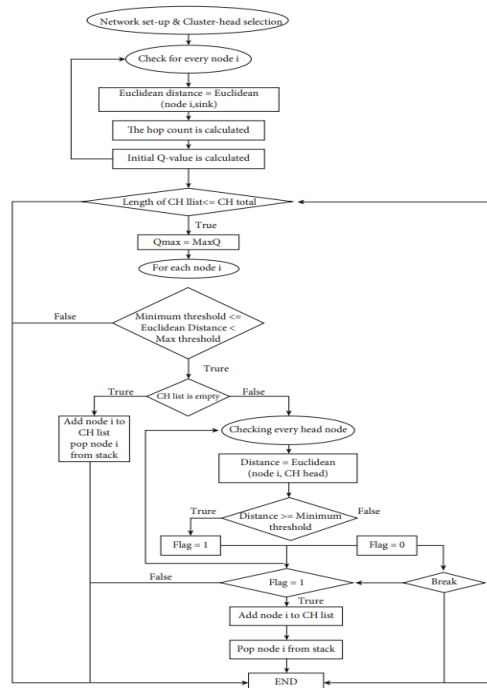 Network set-up & Cluster-head selection
Check for every node i
Euclidean distance = Euclidean
(node i,sink)
The hop count is calculated
Initial Q-value is calculated
Length of CH llist<= CH total
True
Qmax = MaxQ
For each node i
False
Minimum threshold <=
Euclidean Distance <
Max threshold
Trure
Trure
CH list is empty
False
Add node i to
CH list
pop node i
from stack
Checking every head node
Distance = Euclidean
(node i, CH head)
Trure
Distance >= Minimum
threshold
False
Flag = 1
Flag = 0
False
Flag = 1
Break
Trure
Add node i to CH list
Pop node i from stack
END